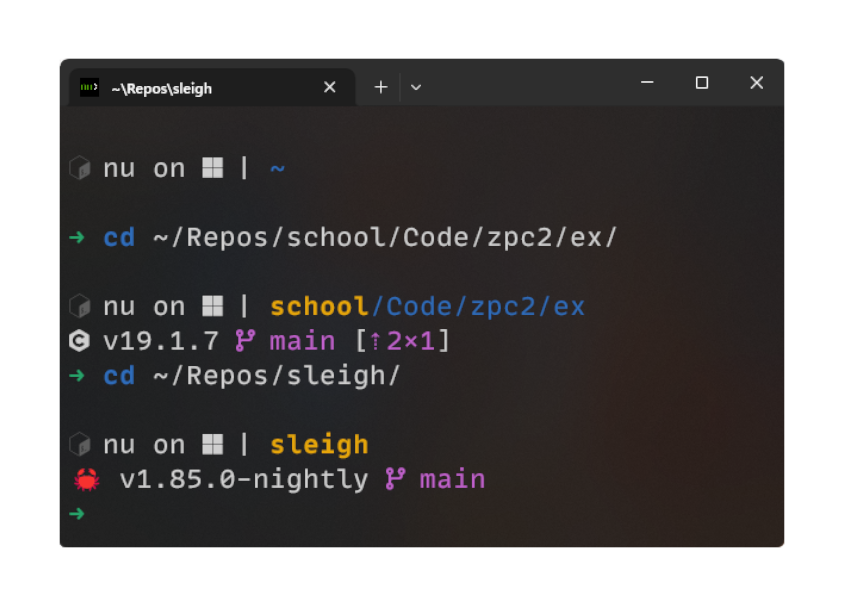 ~\Repos\sleigh
nu on | ~
➜ cd ~/Repos/school/Code/zpc2/ex/
nu on | school/Code/zpc2/ex
C v19.1.7 main [⇡2×1]
➜ cd ~/Repos/sleigh/
nu on | sleigh
🦀 v1.85.0-nightly main
➜